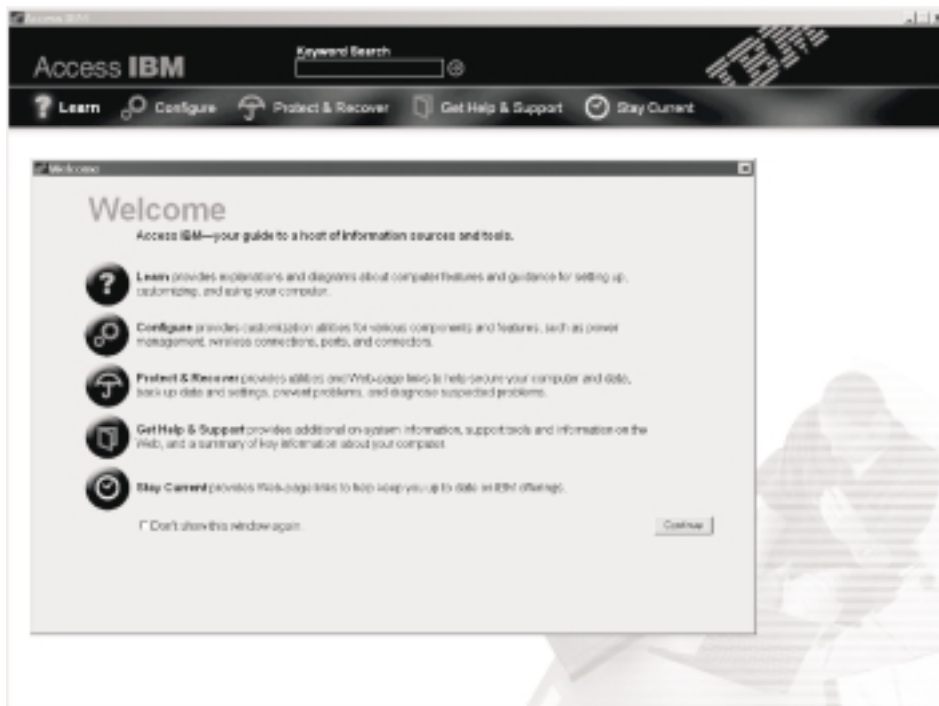 Access IBM
Keyword Search
Access IBM
IBM
Learn Configure Protect & Recover Get Help & Support Stay Current
Welcome
Welcome
Access IBM—your guide to a host of information sources and tools.
Learn provides explanations and diagrams about computer features and guidance for setting up,
customizing, and using your computer.
Configure provides customization utilities for various components and features, such as power
management, wireless connections, ports, and connectors.
Protect & Recover provides utilities and Web-page links to help secure your computer and data,
back up data and settings, prevent problems, and diagnose suspected problems.
Get Help & Support provides additional on-system information, support tools and information on the
Web, and a summary of key information about your computer.
Stay Current provides Web-page links to help keep you up to date on IBM offerings.
Don't show this window again.
Continue